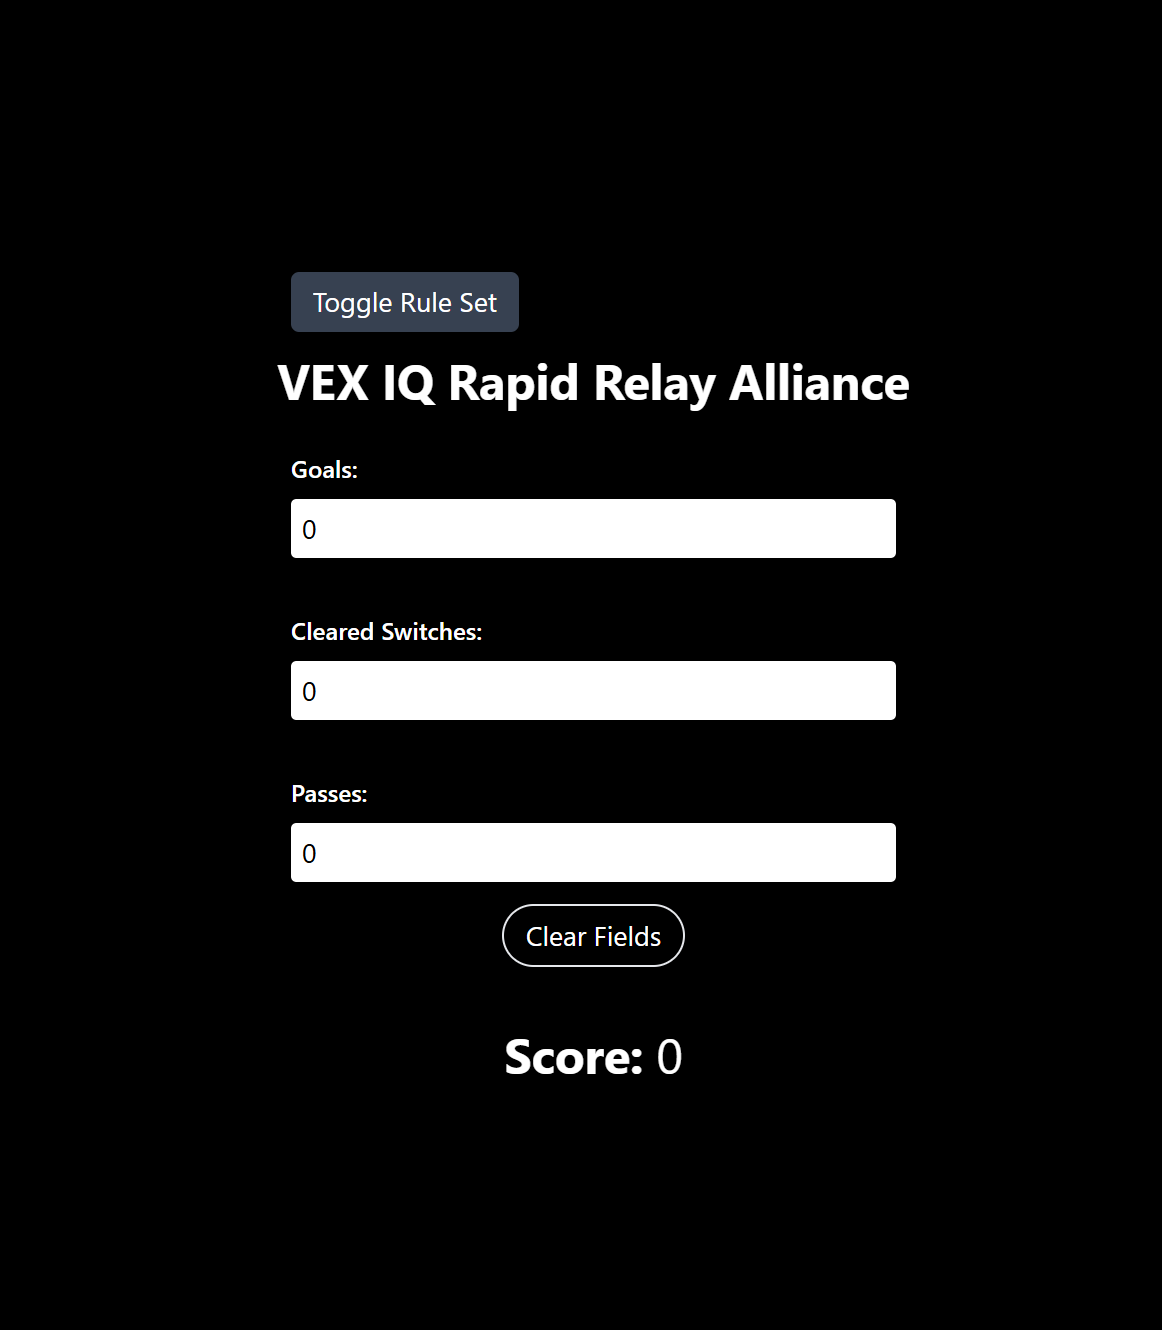 Toggle Rule Set
VEX IQ Rapid Relay Alliance
Goals:
0
Cleared Switches:
0
Passes:
0
Clear Fields
Score: 0